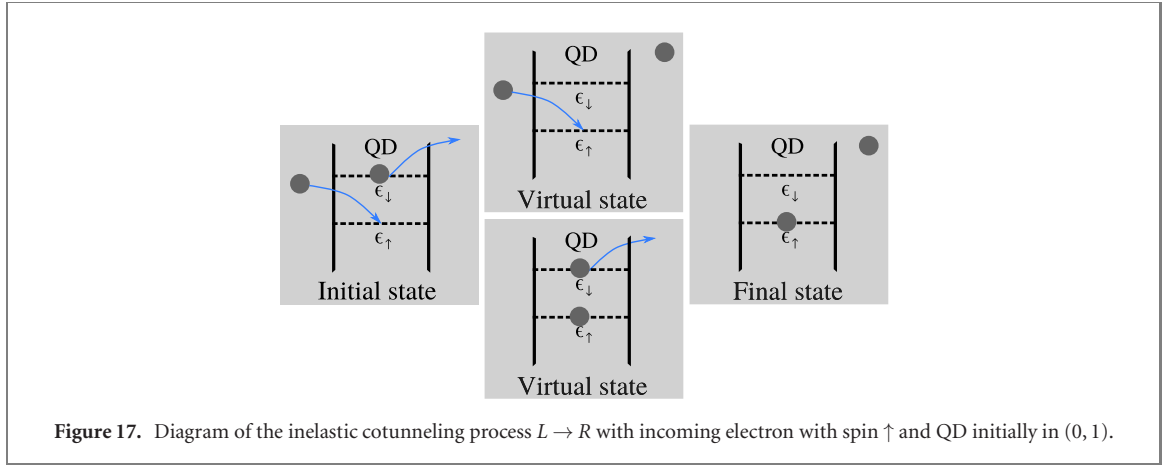 QD
ϵ↓
ϵ↑
Initial state
QD
ϵ↓
ϵ↑
Virtual state
QD
ϵ↓
ϵ↑
Virtual state
QD
ϵ↓
ϵ↑
Final state
Figure 17. Diagram of the inelastic cotunneling process L → R with incoming electron with spin ↑ and QD initially in (0, 1).